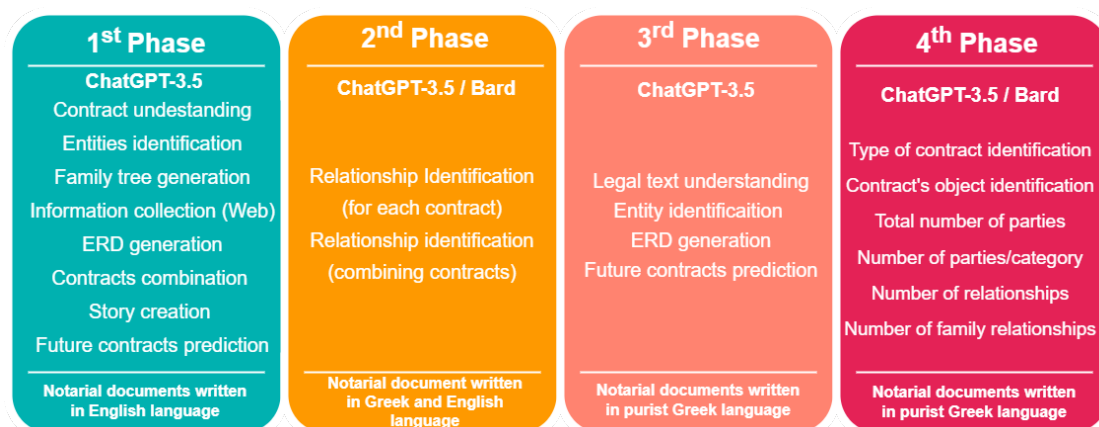 1st Phase
ChatGPT-3.5
Contract undestanding
Entities identification
Family tree generation
Information collection (Web)
ERD generation
Contracts combination
Story creation
Future contracts prediction
Notarial documents written
in English language
2nd Phase
ChatGPT-3.5 / Bard
Relationship Identification
(for each contract)
Relationship identification
(combining contracts)
Notarial document written
in Greek and English
language
3rd Phase
ChatGPT-3.5
Legal text understanding
Entity identificaition
ERD generation
Future contracts prediction
Notarial documents written
in purist Greek language
4th Phase
ChatGPT-3.5 / Bard
Type of contract identification
Contract's object identification
Total number of parties
Number of parties/category
Number of relationships
Number of family relationships
Notarial documents written
in purist Greek language